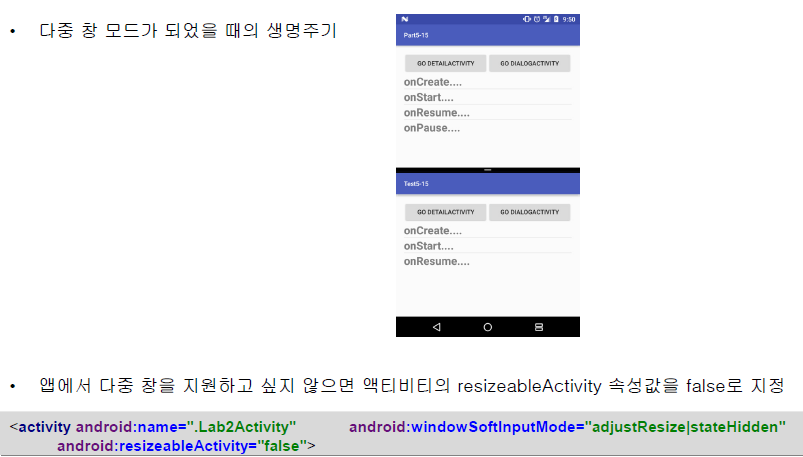 • 다중 창 모드가 되었을 때의 생명주기
9:50
Part5-15
GO DETAILACTIVITY GO DIALOGACTIVITY
onCreate....
onStart....
onResume....
onPause....
Test5-15
GO DETAILACTIVITY GO DIALOGACTIVITY
onCreate....
onStart....
onResume....
• 앱에서 다중 창을 지원하고 싶지 않으면 액티비티의 resizeableActivity 속성값을 false로 지정
<activity android:name=".Lab2Activity" android:windowSoftInputMode="adjustResize|stateHidden"
android:resizeableActivity="false">